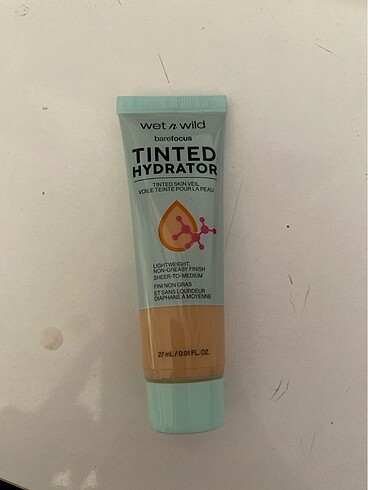 wet n wild
barefocus
TINTED
HYDRATOR
TINTED SKIN VEIL
VOILE TEINTÉ POUR LA PEAU
LIGHTWEIGHT,
NON-GREASY FINISH
SHEER-TO-MEDIUM
FINI NON GRAS
ET SANS LOURDEUR
DIAPHANE À MOYENNE
27 mL / 0.91 FL. OZ.